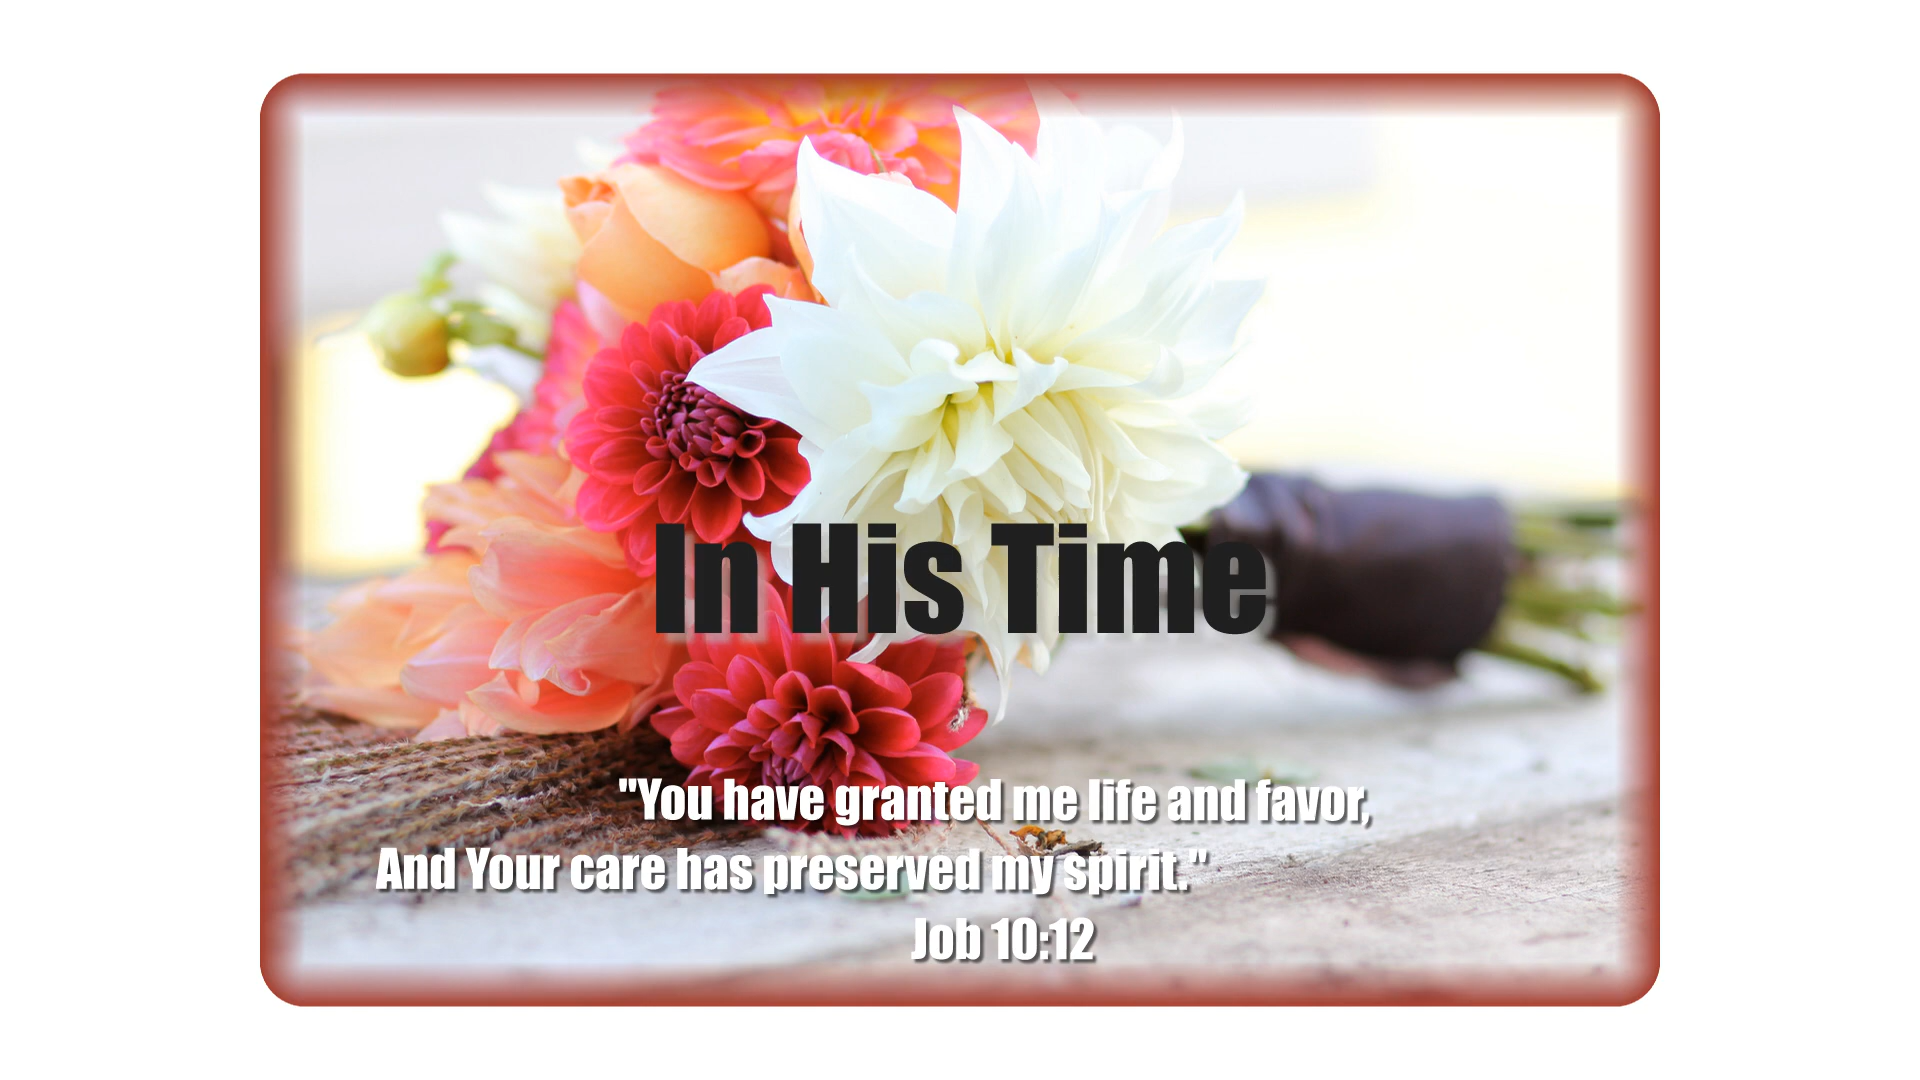 In His Time
"You have granted me life and favor,
And Your care has preserved my spirit."
Job 10:12